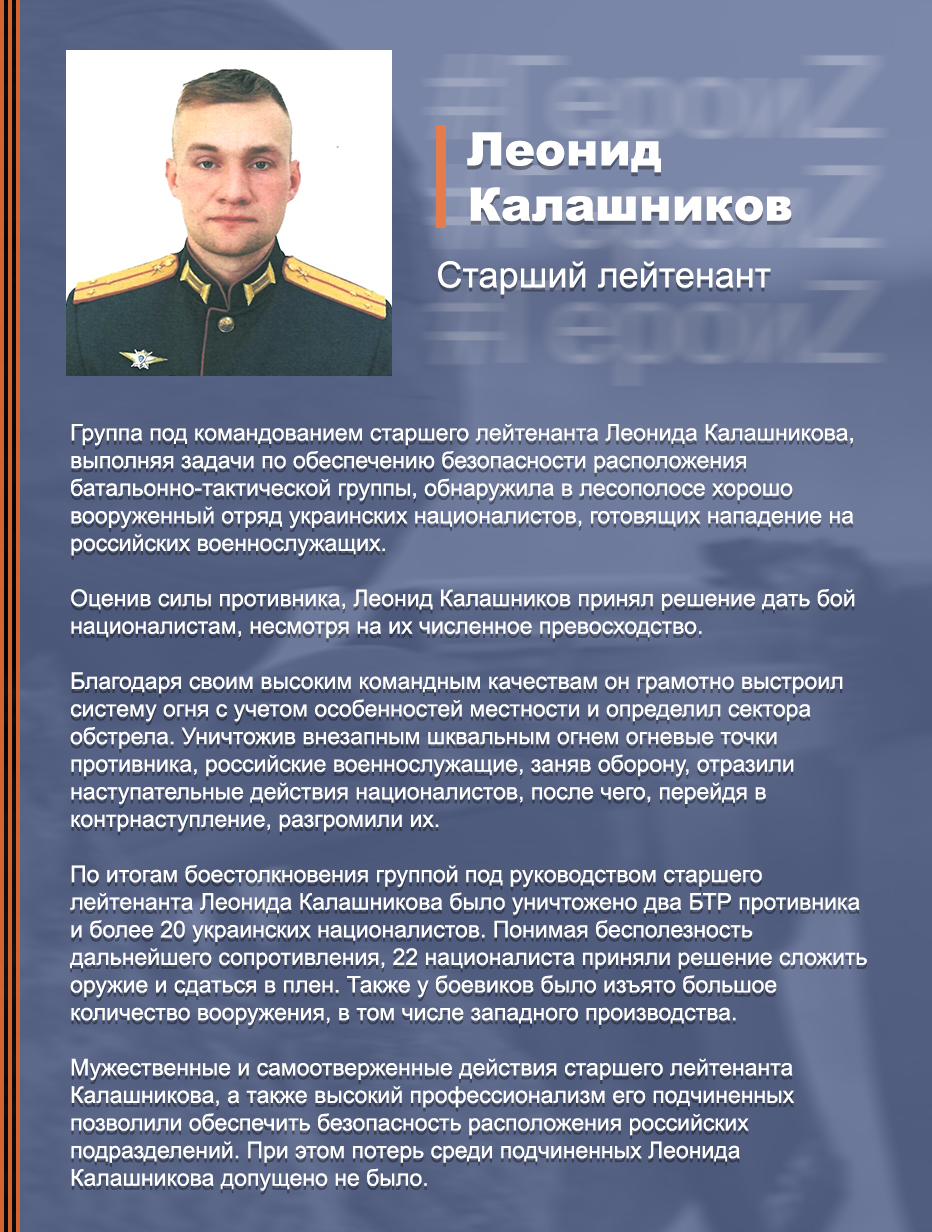 #ГероиZ
Леонид
#ГероиZ
Калашников
Старший лейтенант
#ГероиZ
Группа под командованием старшего лейтенанта Леонида Калашникова,
выполняя задачи по обеспечению безопасности расположения
батальонно-тактической группы, обнаружила в лесополосе хорошо
вооруженный отряд украинских националистов, готовящих нападение на
российских военнослужащих.
Оценив силы противника, Леонид Калашников принял решение дать бой
националистам, несмотря на их численное превосходство.
Благодаря своим высоким командным качествам он грамотно выстроил
систему огня с учетом особенностей местности и определил сектора
обстрела. Уничтожив внезапным шквальным огнем огневые точки
противника, российские военнослужащие, заняв оборону, отразили
наступательные действия националистов, после чего, перейдя в
контрнаступление, разгромили их.
По итогам боестолкновения группой под руководством старшего
лейтенанта Леонида Калашникова было уничтожено два БТР противника
и более 20 украинских националистов. Понимая бесполезность
дальнейшего сопротивления, 22 националиста приняли решение сложить
оружие и сдаться в плен. Также у боевиков было изъято большое
количество вооружения, в том числе западного производства.
Мужественные и самоотверженные действия старшего лейтенанта
Калашникова, а также высокий профессионализм его подчиненных
позволили обеспечить безопасность расположения российских
подразделений. При этом потерь среди подчиненных Леонида
Калашникова допущено не было.